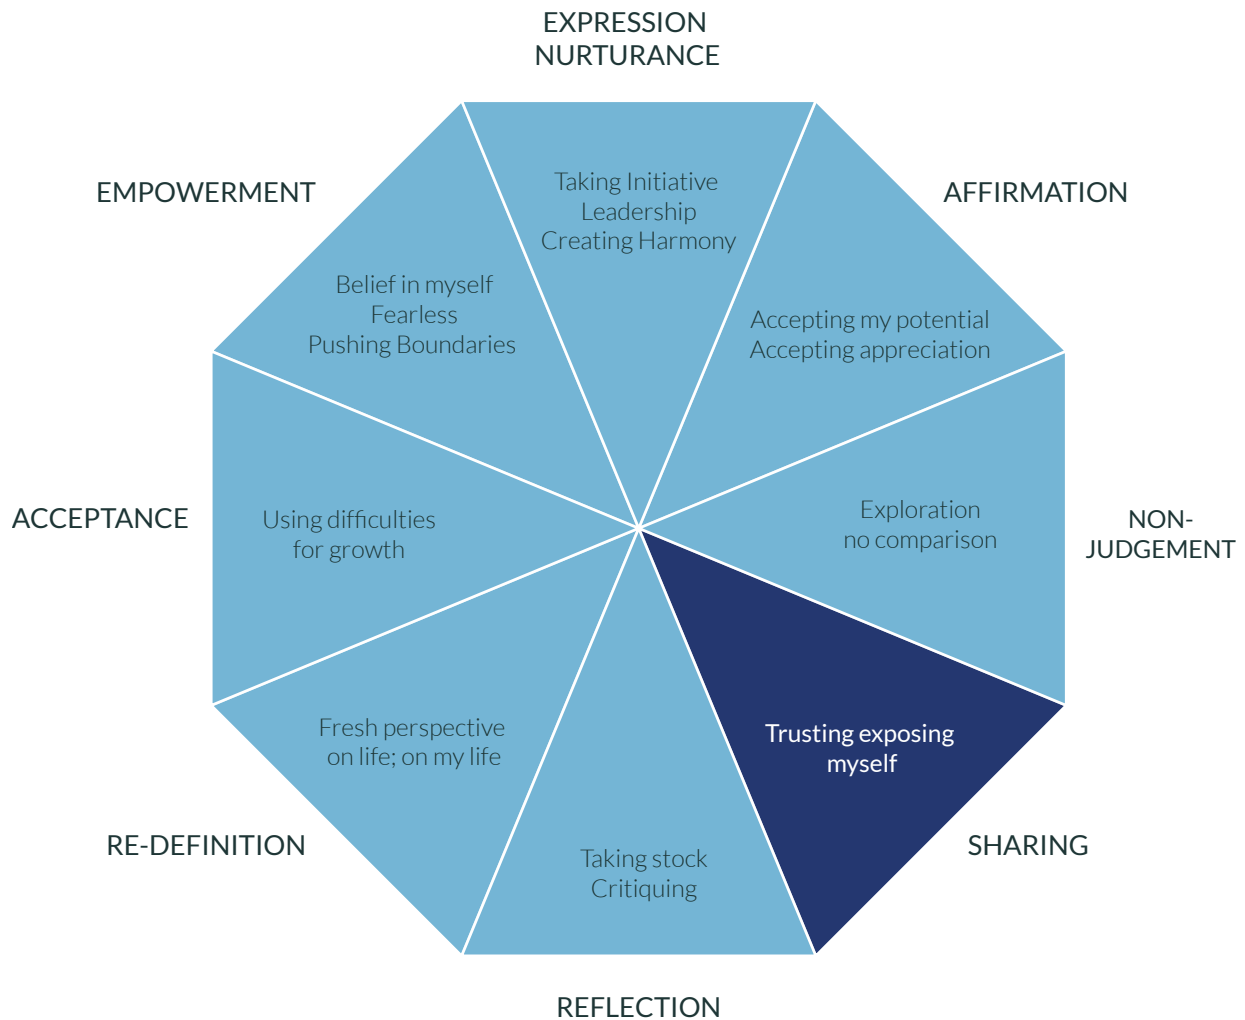 EXPRESSION
NURTURANCE
Taking Initiative
Leadership
Creating Harmony
AFFIRMATION
Accepting my potential
Accepting appreciation
NON-
JUDGEMENT
Exploration
no comparison
SHARING
Trusting exposing
myself
REFLECTION
Taking stock
Critiquing
RE-DEFINITION
Fresh perspective
on life; on my life
ACCEPTANCE
Using difficulties
for growth
EMPOWERMENT
Belief in myself
Fearless
Pushing Boundaries